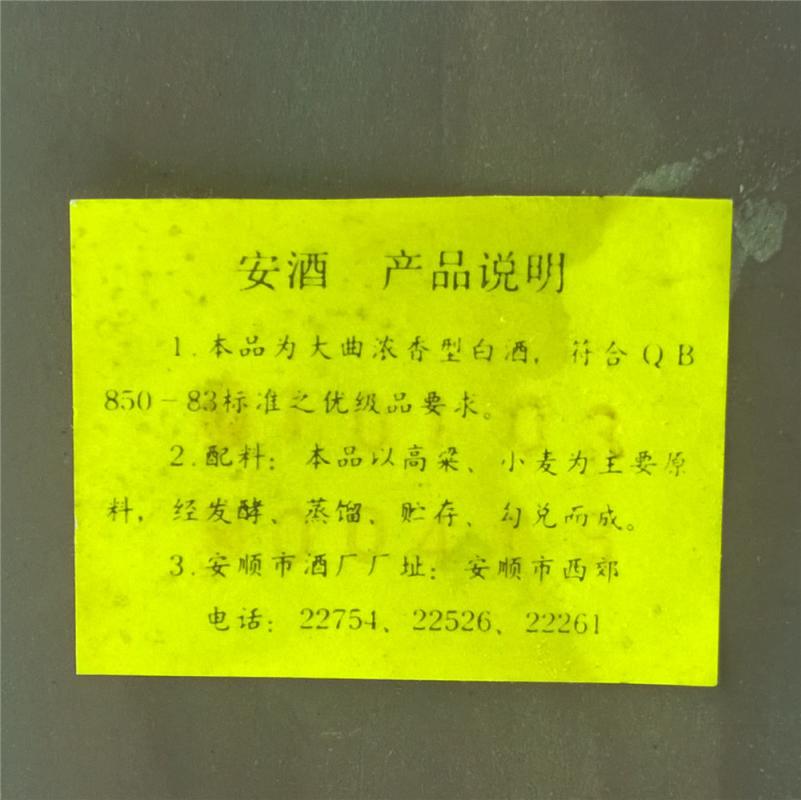 安酒 产品说明
1.本品为大曲浓香型白酒,符合QB
850-83标准之优级品要求。
2.配料：本品以高粱、小麦为主要原
料，经发酵、蒸馏、贮存、勾兑而成。
3.安顺市酒厂厂址：安顺市西郊
电话：22754、22526、22261